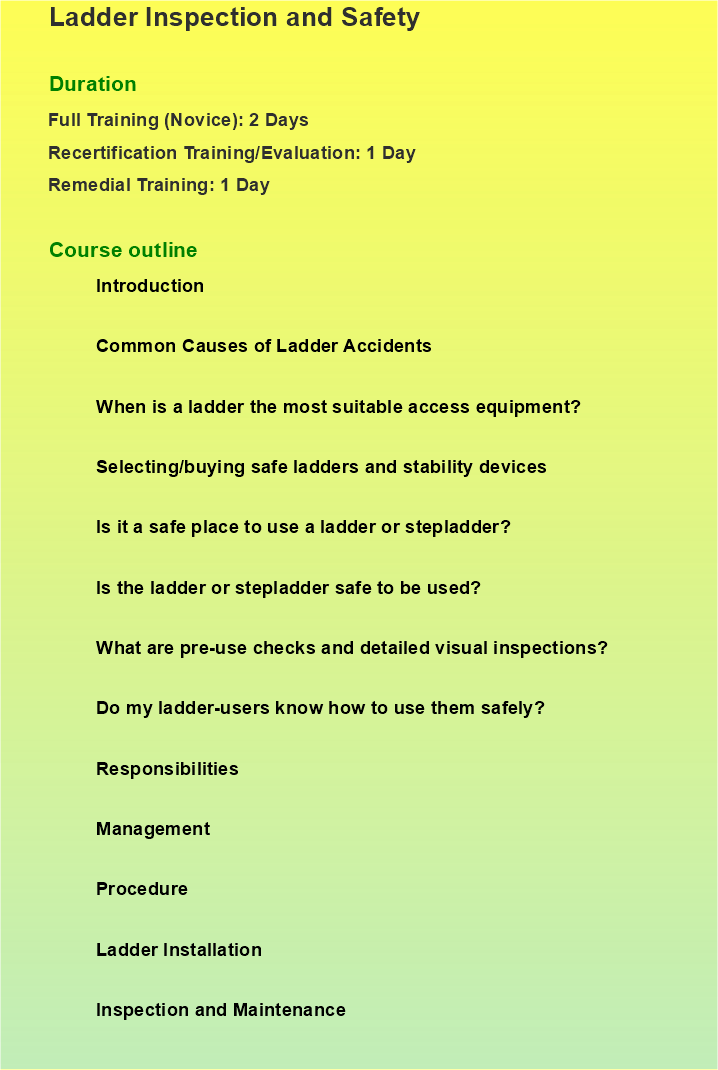 Ladder Inspection and Safety
Duration
Full Training (Novice): 2 Days
Recertification Training/Evaluation: 1 Day
Remedial Training: 1 Day
Course outline
Introduction
Common Causes of Ladder Accidents
When is a ladder the most suitable access equipment?
Selecting/buying safe ladders and stability devices
Is it a safe place to use a ladder or stepladder?
Is the ladder or stepladder safe to be used?
What are pre-use checks and detailed visual inspections?
Do my ladder-users know how to use them safely?
Responsibilities
Management
Procedure
Ladder Installation
Inspection and Maintenance